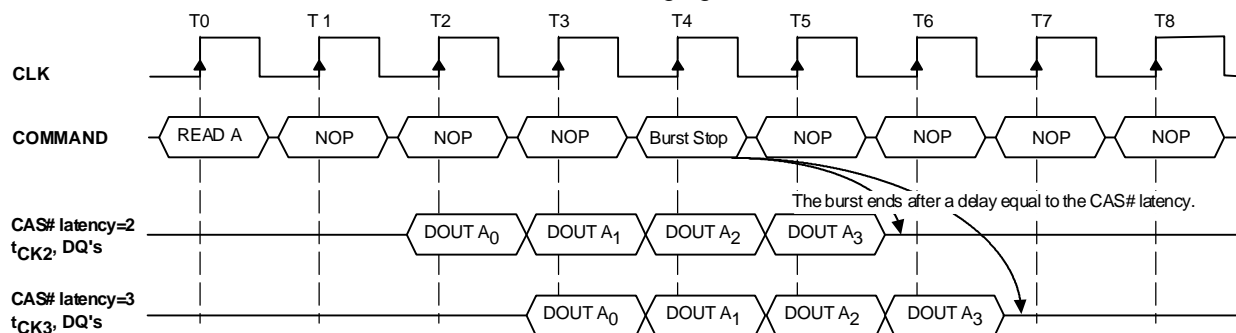 T0 T 1 T2 T3 T4 T5 T6 T7 T8
CLK
COMMAND READ A NOP NOP NOP Burst Stop NOP NOP NOP NOP
The burst ends after a delay equal to the CAS# latency.
CAS# latency=2
tCK2, DQ's DOUT A0 DOUT A1 DOUT A2 DOUT A3
CAS# latency=3
tCK3, DQ's DOUT A0 DOUT A1 DOUT A2 DOUT A3